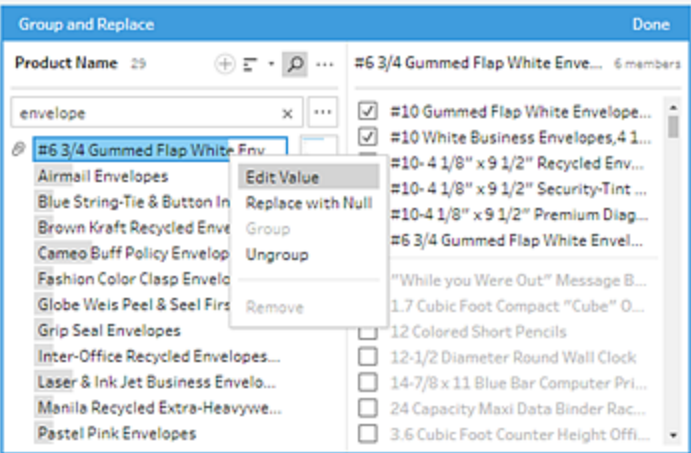 Group and Replace Done
Product Name 29
#6 3/4 Gummed Flap White Enve... 6 members
envelope
#6 3/4 Gummed Flap White Env
Airmail Envelopes
Blue String-Tie & Button In
Brown Kraft Recycled Enve
Cameo Buff Policy Envelop
Fashion Color Clasp Envelo
Globe Weis Peel & Seel Firs
Grip Seal Envelopes
Inter-Office Recycled Envelopes...
Laser & Ink Jet Business Envelo...
Manila Recycled Extra-Heavywe...
Pastel Pink Envelopes
Edit Value
Replace with Null
Group
Ungroup
Remove
#10 Gummed Flap White Envelope...
#10 White Business Envelopes,4 1...
#10- 4 1/8" x 9 1/2" Recycled Env...
#10- 4 1/8" x 9 1/2" Security-Tint ...
#10-4 1/8" x 9 1/2" Premium Diag...
#6 3/4 Gummed Flap White Envel...
"While you Were Out" Message B...
1.7 Cubic Foot Compact "Cube" O...
12 Colored Short Pencils
12-1/2 Diameter Round Wall Clock
14-7/8 x 11 Blue Bar Computer Pri...
24 Capacity Maxi Data Binder Rac...
3.6 Cubic Foot Counter Height Offi...